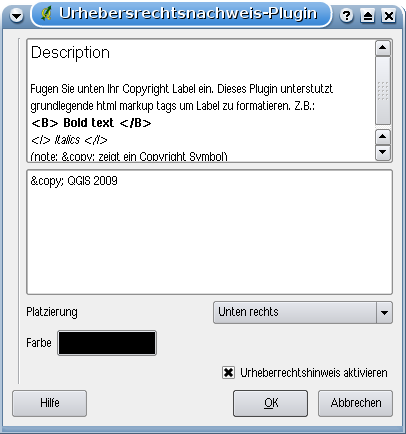 Urhebersrechtsnachweis-Plugin
Description
Fugen Sie unten Ihr Copyright Label ein. Dieses Plugin unterstutzt
grundlegende html markup tags um Label zu formatieren. Z.B.:
<B> Bold text </B>
<I> Italics </I>
(note: &copy; zeigt ein Copyright Symbol)
&copy; QGIS 2009
Platzierung
Unten rechts
Farbe
Urheberrechtshinweis aktivieren
Hilfe
OK
Abbrechen